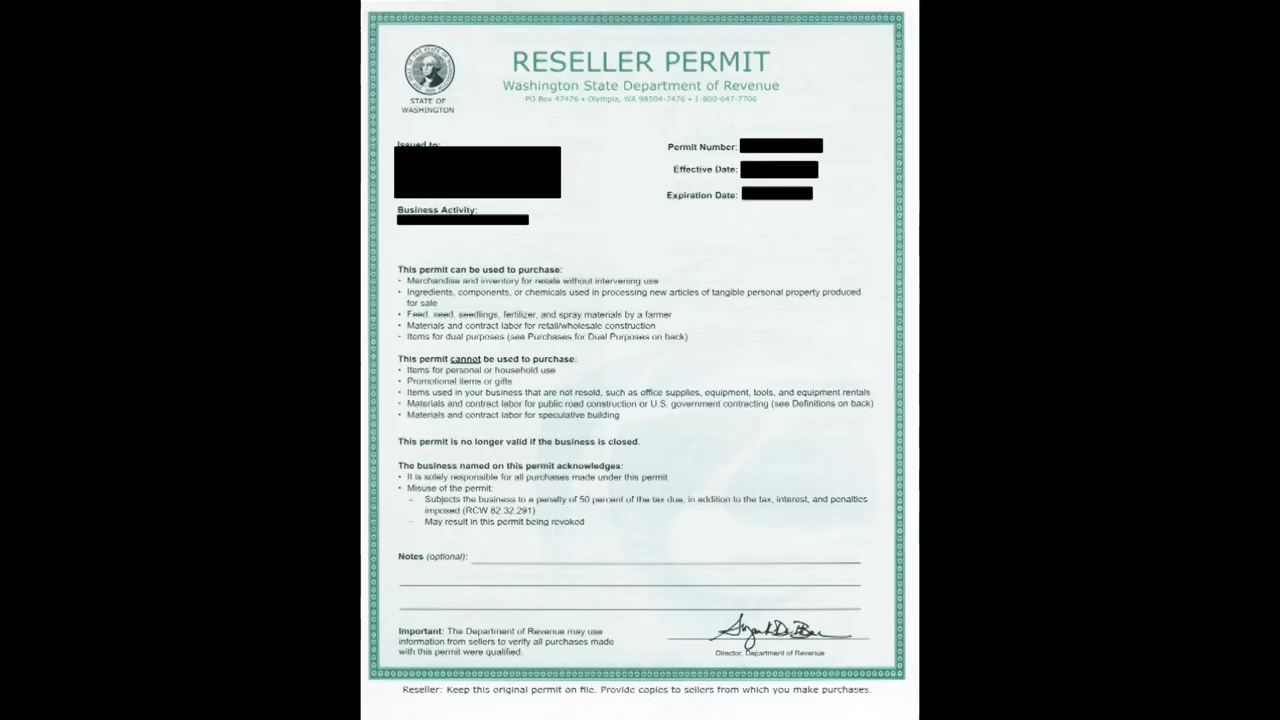 RESELLER PERMIT
Washington State Department of Revenue
PO Box 47476 • Olympia, WA 98504-7476 • 1-800-647-7706
STATE OF
WASHINGTON
Issued to:
Permit Number:
Effective Date:
Expiration Date:
Business Activity:
This permit can be used to purchase:
• Merchandise and inventory for resale without intervening use
• Ingredients, components, or chemicals used in processing new articles of tangible personal property produced
for sale
• Feed, seed, seedlings, fertilizer, and spray materials by a farmer
• Materials and contract labor for retail/wholesale construction
• Items for dual purposes (see Purchases for Dual Purposes on back)
This permit cannot be used to purchase:
• Items for personal or household use
• Promotional items or gifts
• Items used in your business that are not resold, such as office supplies, equipment, tools, and equipment rentals
• Materials and contract labor for public road construction or U.S. government contracting (see Definitions on back)
• Materials and contract labor for speculative building
This permit is no longer valid if the business is closed.
The business named on this permit acknowledges:
• It is solely responsible for all purchases made under this permit
• Misuse of the permit:
– Subjects the business to a penalty of 50 percent of the tax due, in addition to the tax, interest, and penalties
imposed (RCW 82.32.291)
– May result in this permit being revoked
Notes (optional):
Important: The Department of Revenue may use
information from sellers to verify all purchases made
with this permit were qualified.
Director, Department of Revenue
Reseller: Keep this original permit on file. Provide copies to sellers from which you make purchases.